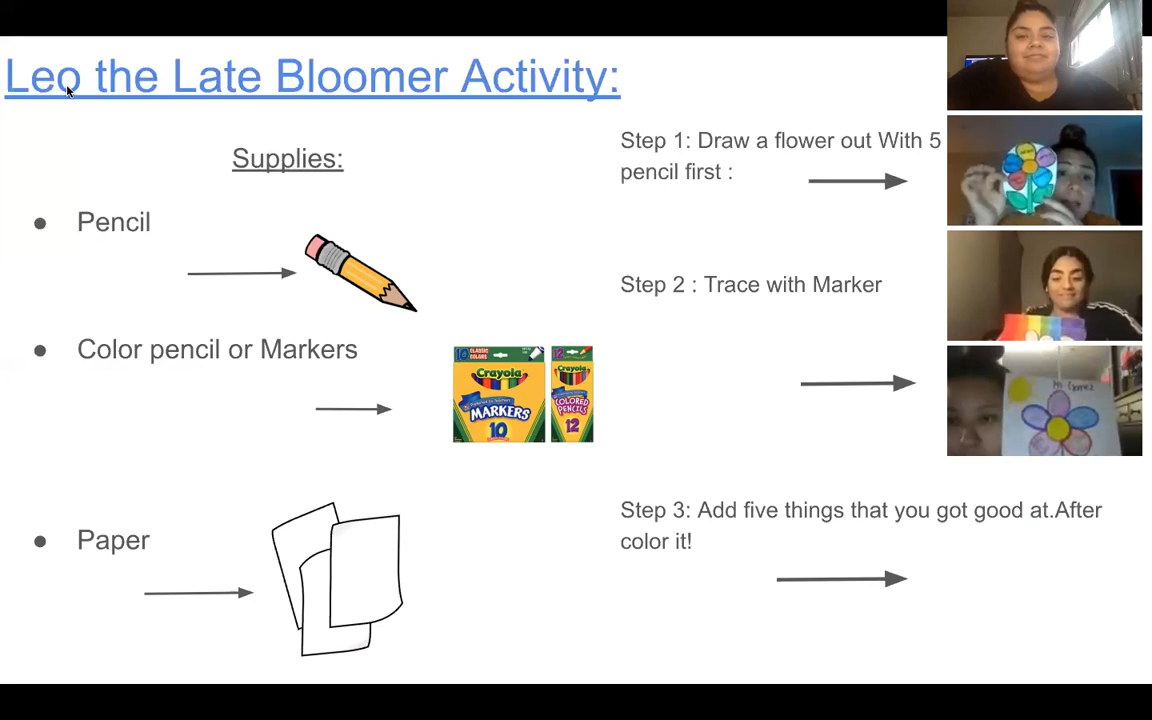 Leo the Late Bloomer Activity:
Supplies:
Pencil
Color pencil or Markers
Crayola
MARKERS
10
Crayola
COLORED
PENCILS
12
Paper
Step 1: Draw a flower out With 5
pencil first :
Step 2 : Trace with Marker
Step 3: Add five things that you got good at.After
color it!